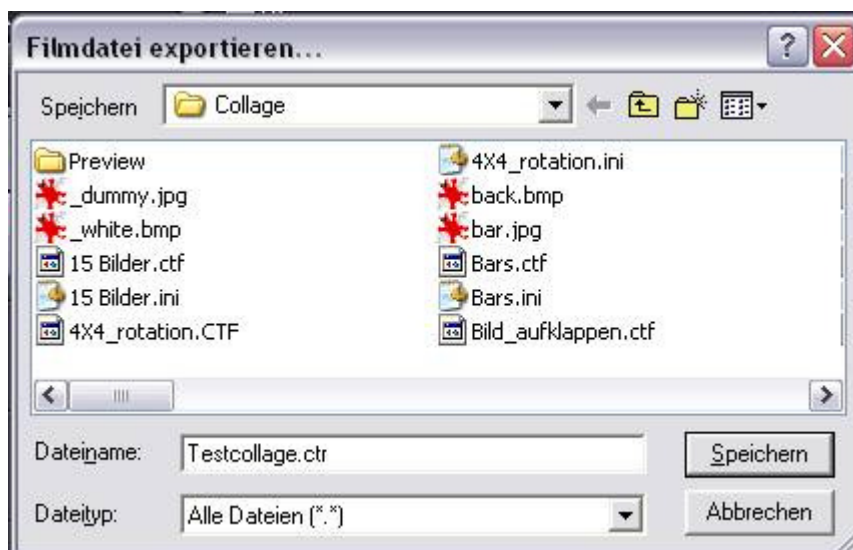 Filmdatei exportieren...
Speichern
Collage
Preview
_dummy.jpg
_white.bmp
15 Bilder.ctf
15 Bilder.ini
4X4_rotation.CTF
4X4_rotation.ini
back.bmp
bar.jpg
Bars.ctf
Bars.ini
Bild_aufklappen.ctf
Dateiname:
Testcollage.ctr
Speichern
Dateityp:
Alle Dateien (*.*)
Abbrechen